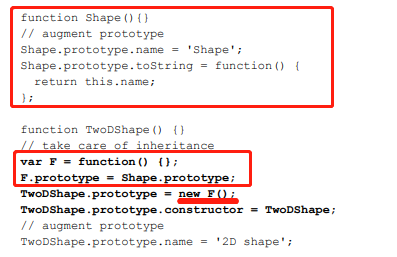 function Shape(){}
// augment prototype
Shape.prototype.name = 'Shape';
Shape.prototype.toString = function() {
  return this.name;
};
function TwoDShape() {}
// take care of inheritance
var F = function() {};
F.prototype = Shape.prototype;
TwoDShape.prototype = new F();
TwoDShape.prototype.constructor = TwoDShape;
// augment prototype
TwoDShape.prototype.name = '2D shape';